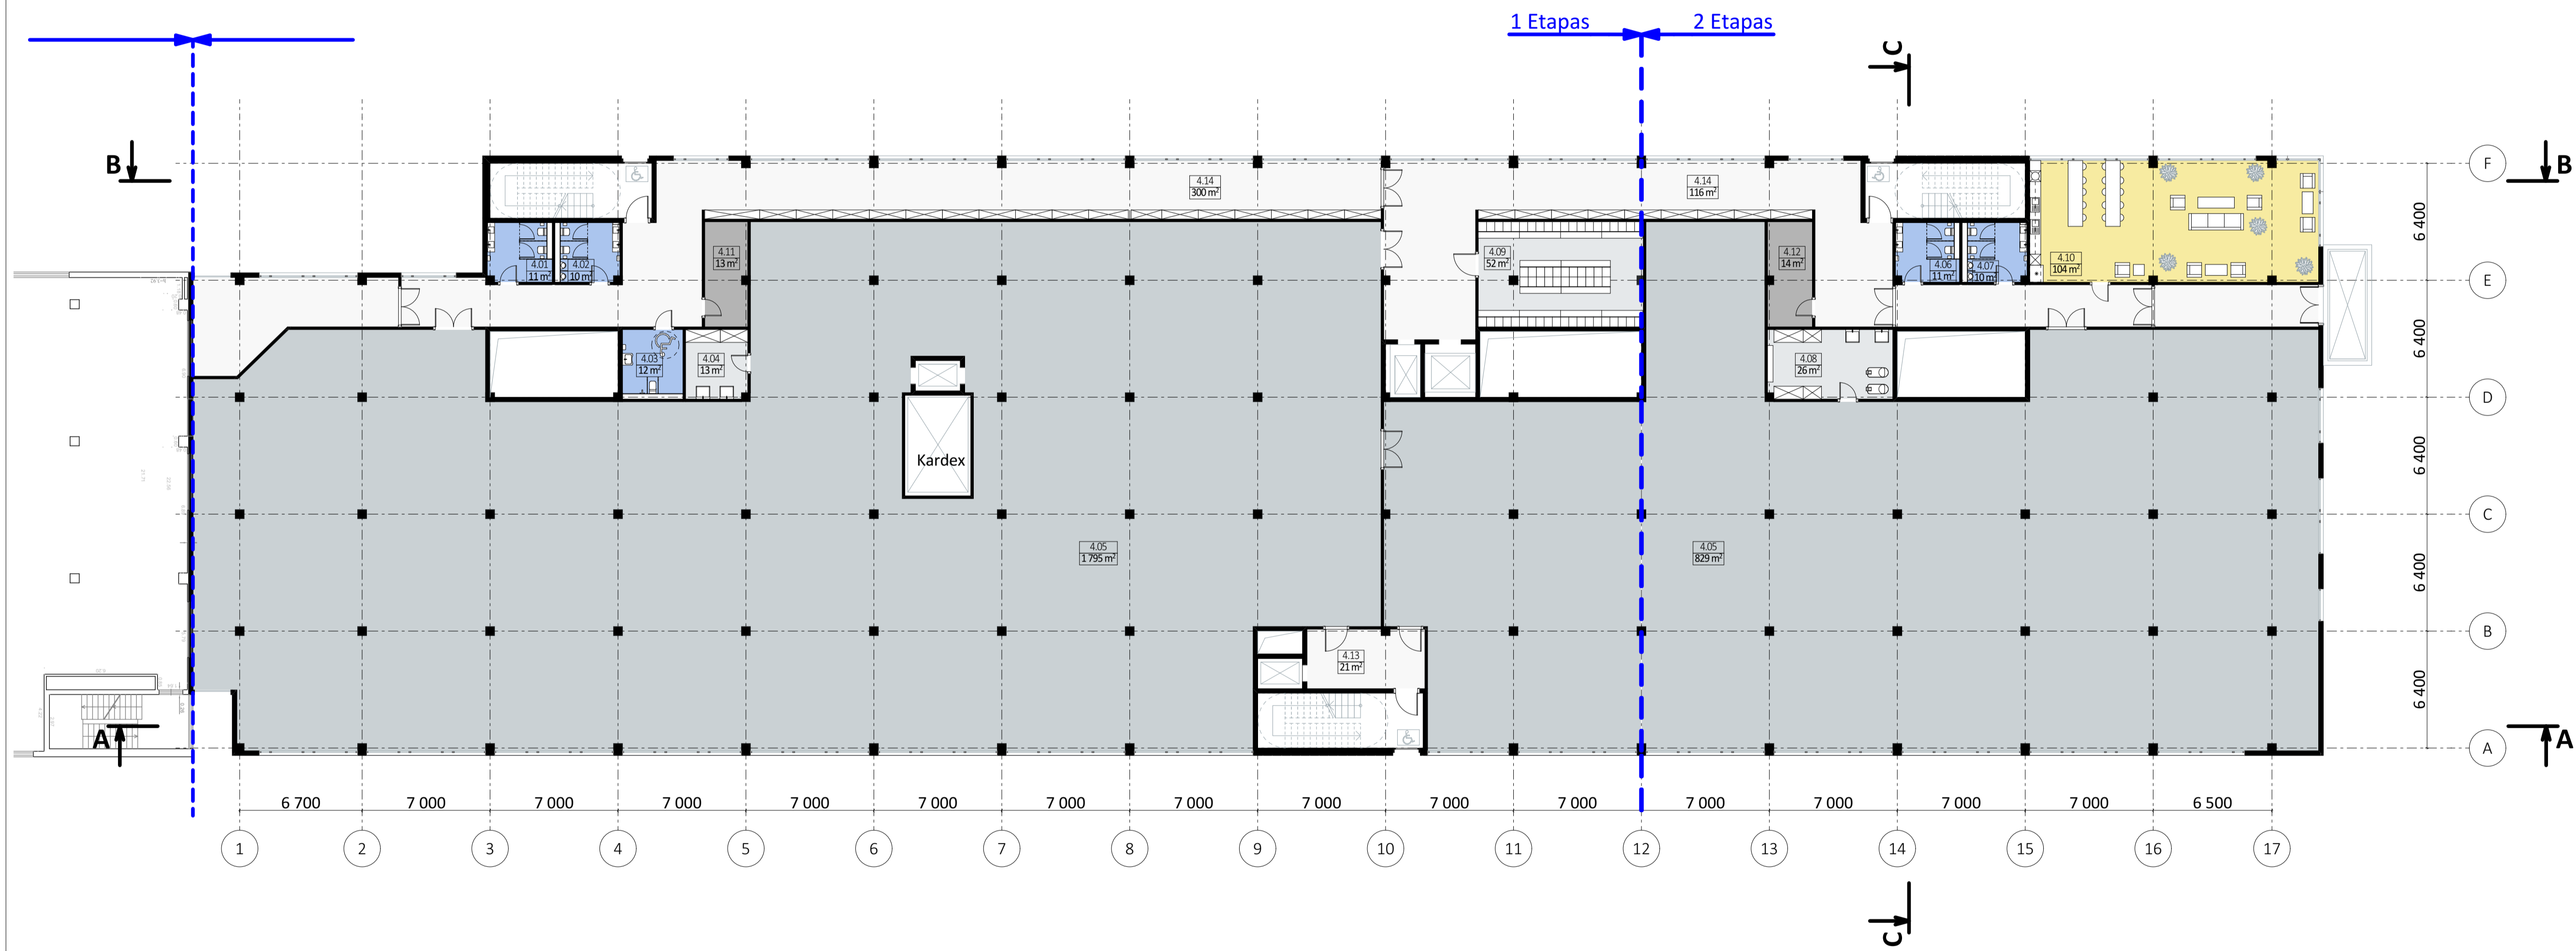 1 Etapas
2 Etapas
C
B
B
F
4.14
300 m²
4.14
116 m²
6 400
4.01
11 m²
4.02
10 m²
4.11
13 m²
4.09
52 m²
4.12
14 m²
4.06
11 m²
4.07
10 m²
4.10
104 m²
E
6 400
4.03
12 m²
4.04
13 m²
4.08
26 m²
D
Kardex
6 400
C
4.05
1 795 m²
4.05
829 m²
6 400
B
4.13
21 m²
6 400
A
A
A
6 700
7 000
7 000
7 000
7 000
7 000
7 000
7 000
7 000
7 000
7 000
7 000
7 000
7 000
7 000
6 500
1
2
3
4
5
6
7
8
9
10
11
12
13
14
15
16
17
C